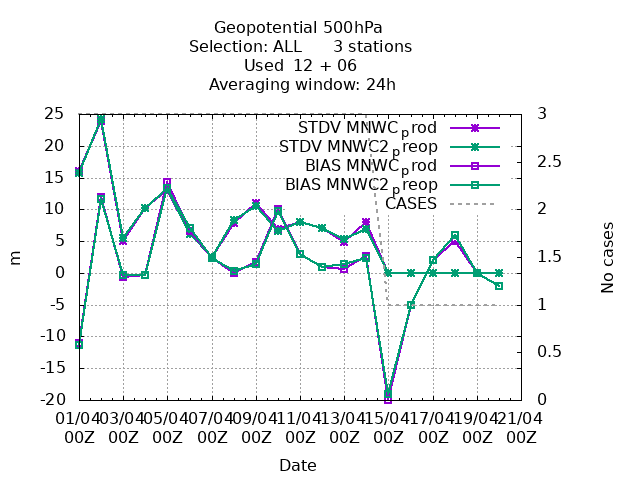 Geopotential 500hPa
Selection: ALL 3 stations
Used 12 + 06
Averaging window: 24h
STDV MNWC_prod
STDV MNWC2_preop
BIAS MNWC_prod
BIAS MNWC2_preop
CASES
25
20
15
10
5
0
-5
-10
-15
-20
m
3
2.5
2
1.5
1
0.5
0
No cases
01/04 03/04 05/04 07/04 09/04 11/04 13/04 15/04 17/04 19/04 21/04
00Z 00Z 00Z 00Z 00Z 00Z 00Z 00Z 00Z 00Z 00Z
Date